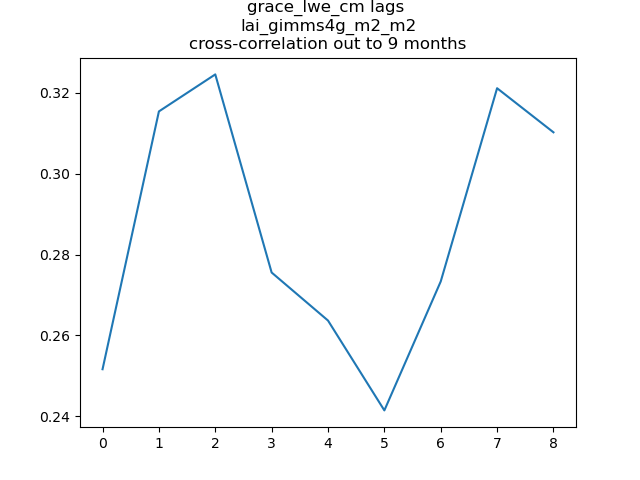 grace_lwe_cm lags
lai_gimms4g_m2_m2
cross-correlation out to 9 months
0.32
0.30
0.28
0.26
0.24
0 1 2 3 4 5 6 7 8